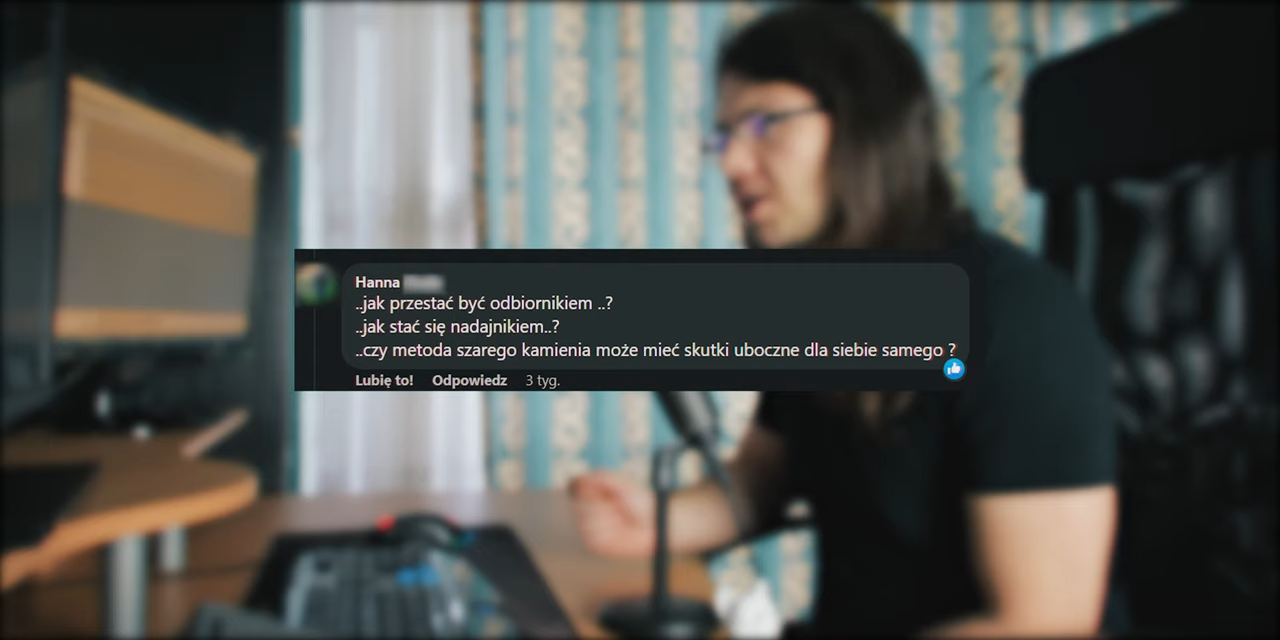 Hanna
..jak przestać być odbiornikiem ..?
..jak stać się nadajnikiem..?
..czy metoda szarego kamienia może mieć skutki uboczne dla siebie samego ?
Lubię to! Odpowiedz 3 tyg.